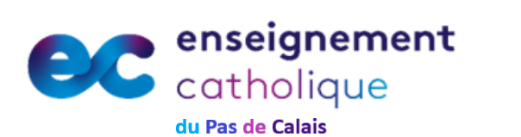 ec enseignement
catholique
du Pas de Calais